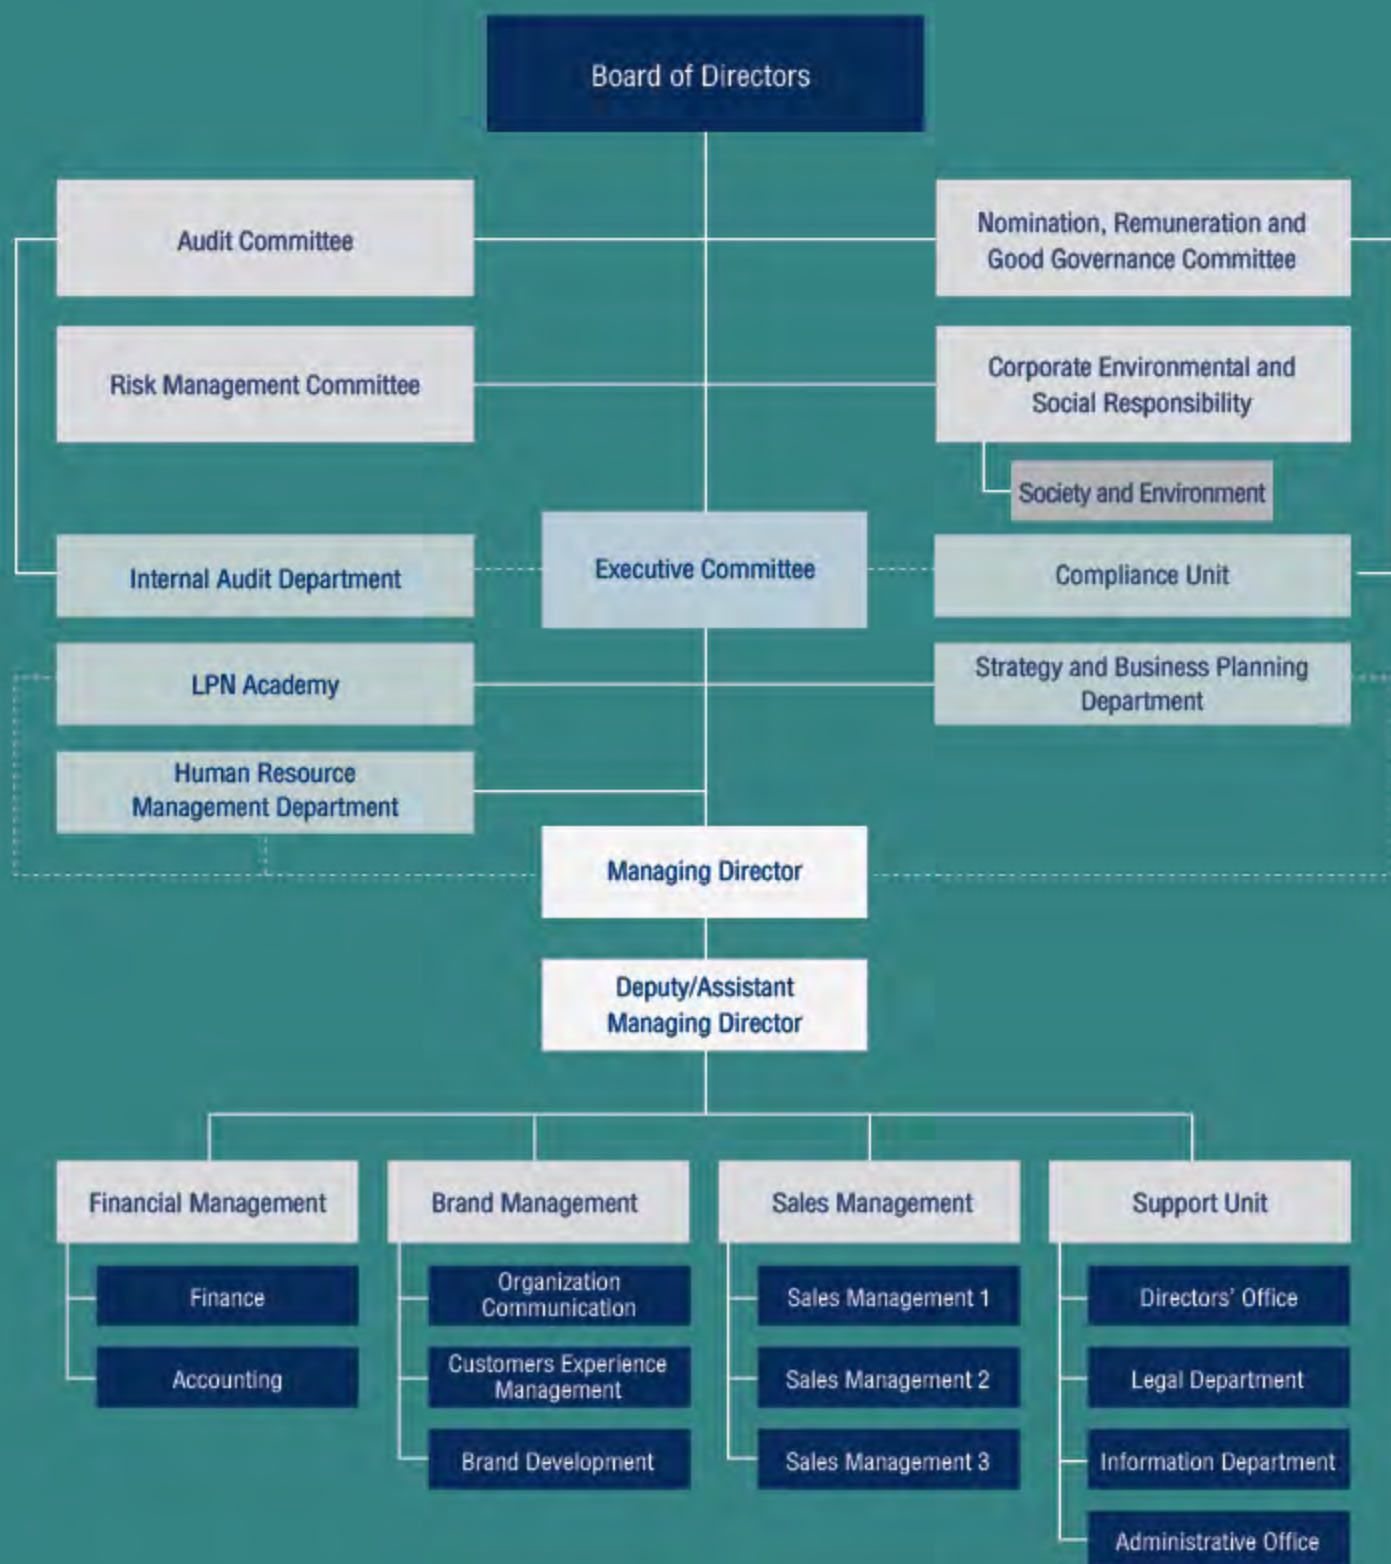 Board of Directors
Audit Committee
Nomination, Remuneration and
Good Governance Committee
Risk Management Committee
Corporate Environmental and
Social Responsibility
Society and Environment
Internal Audit Department
Executive Committee
Compliance Unit
LPN Academy
Strategy and Business Planning
Department
Human Resource
Management Department
Managing Director
Deputy/Assistant
Managing Director
Financial Management
Brand Management
Sales Management
Support Unit
Finance
Organization
Communication
Sales Management 1
Directors' Office
Accounting
Customers Experience
Management
Sales Management 2
Legal Department
Brand Development
Sales Management 3
Information Department
Administrative Office